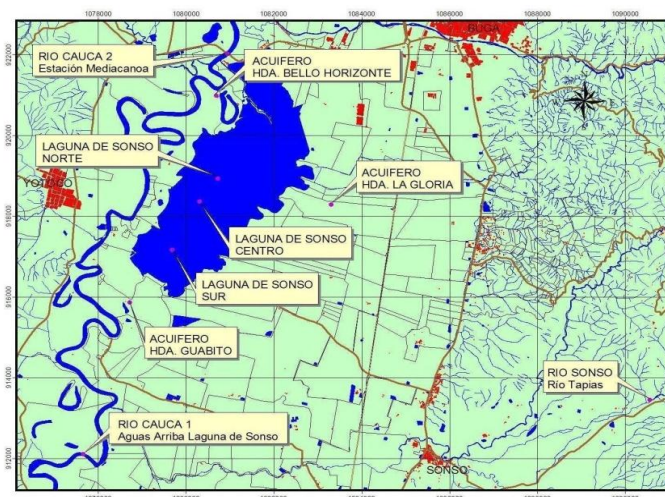 1078000 1080000 1082000 1084000 1086000 1088000 1090000
BUGA
RIO CAUCA 2
Estación Mediacanoa
ACUIFERO
HDA. BELLO HORIZONTE
922000
920000
LAGUNA DE SONSO
NORTE
ACUIFERO
HDA. LA GLORIA
YOTOCO
918000
LAGUNA DE SONSO
CENTRO
LAGUNA DE SONSO
SUR
916000
ACUIFERO
HDA. GUABITO
914000
RIO SONSO
Río Tapias
RIO CAUCA 1
Aguas Arriba Laguna de Sonso
912000
SONSO